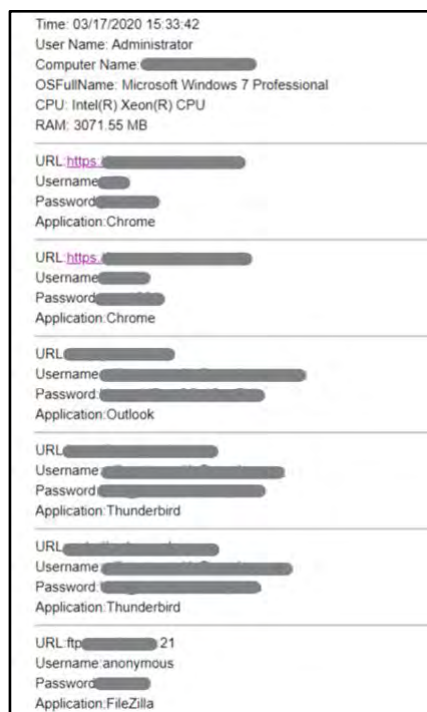 Time: 03/17/2020 15:33:42
User Name: Administrator
Computer Name:
OSFullName: Microsoft Windows 7 Professional
CPU: Intel(R) Xeon(R) CPU
RAM: 3071.55 MB
URL:https:
Username
Password
Application:Chrome
URL:https:
Username
Password
Application:Chrome
URL
Username
Password:
Application:Outlook
URL
Username:
Password
Application:Thunderbird
URL
Username:
Password:
Application:Thunderbird
URL:ftp 21
Username:anonymous
Password
Application:FileZilla